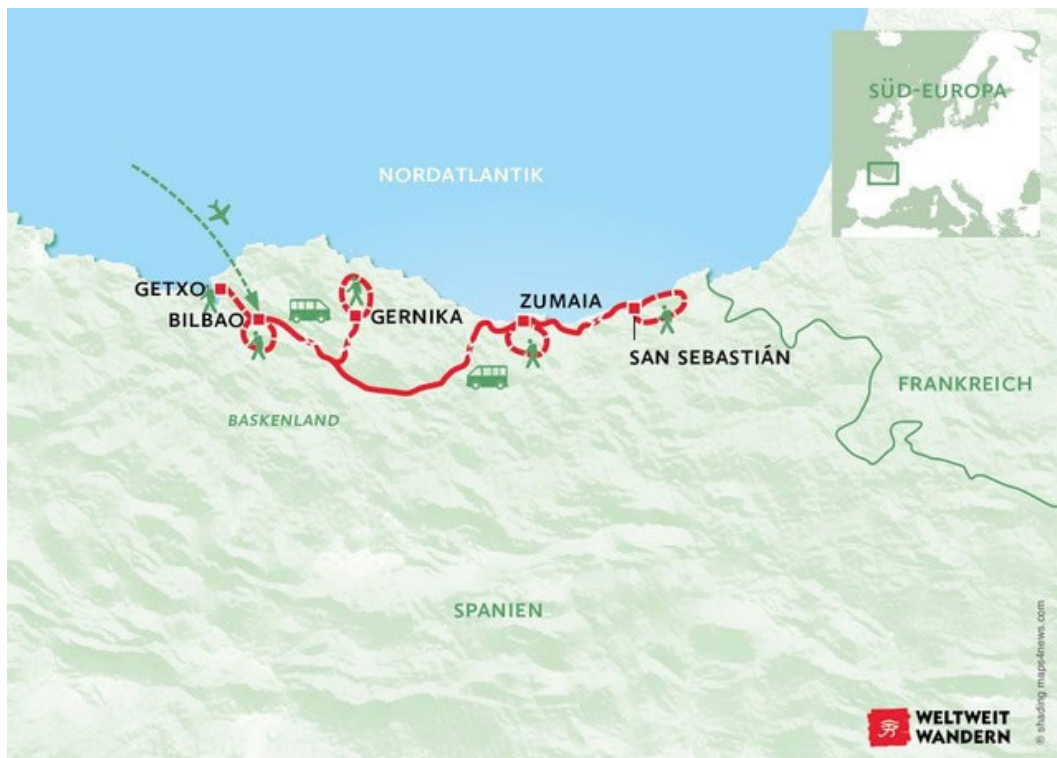 SÜD-EUROPA
NORDATLANTIK
GETXO
BILBAO
GERNIKA
ZUMAIA
SAN SEBASTIÁN
FRANKREICH
BASKENLAND
SPANIEN
WELTWEIT
WANDERN
® shading maps4news.com